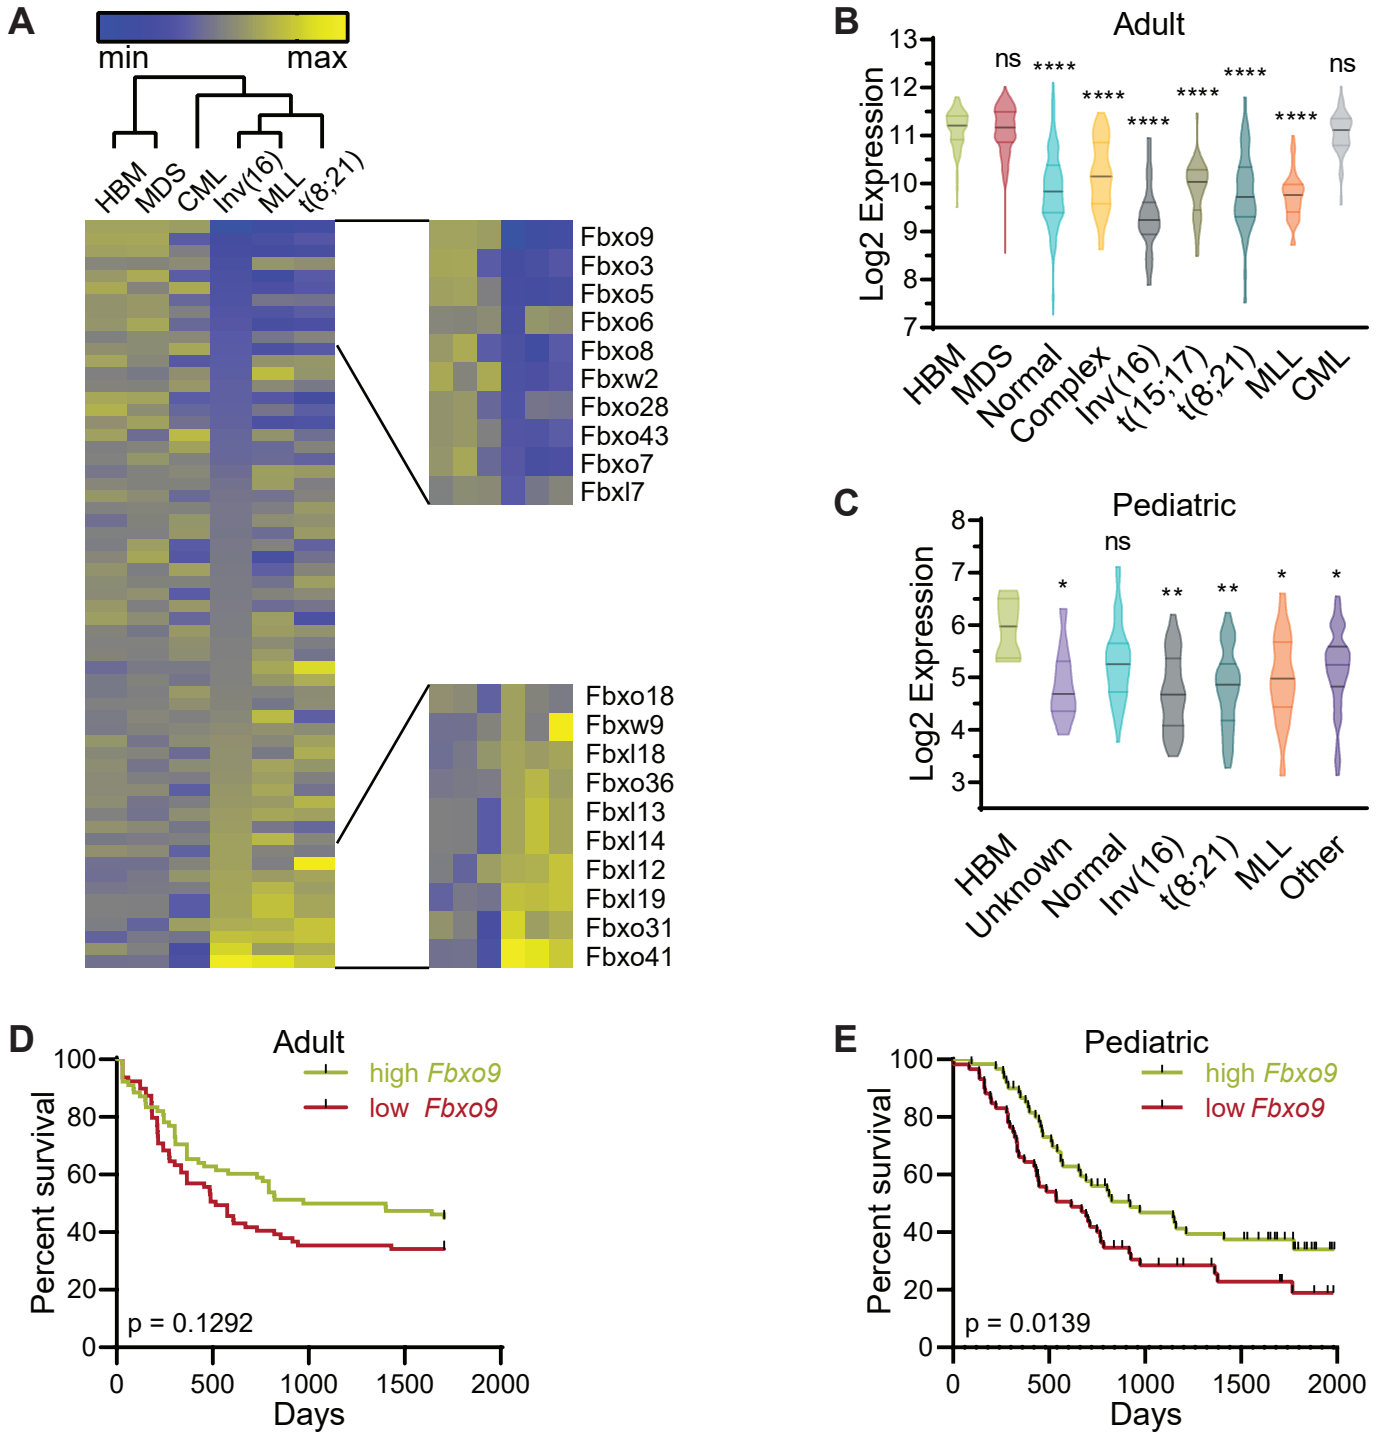 A
min max
HBM
MDS
CML
Inv(16)
MLL
t(8;21)
Fbxo9
Fbxo3
Fbxo5
Fbxo6
Fbxo8
Fbxw2
Fbxo28
Fbxo43
Fbxo7
Fbxl7
Fbxo18
Fbxw9
Fbxl18
Fbxo36
Fbxl13
Fbxl14
Fbxl12
Fbxl19
Fbxo31
Fbxo41
B
Adult
Log2 Expression
13
12
11
10
9
8
7
ns
****
****
****
****
****
****
ns
HBM
MDS
Normal
Complex
Inv(16)
t(15;17)
t(8;21)
MLL
CML
C
Pediatric
Log2 Expression
8
7
6
5
4
3
*
ns
**
**
*
*
HBM
Unknown
Normal
Inv(16)
t(8;21)
MLL
Other
D
Adult
high Fbxo9
low Fbxo9
Percent survival
100
80
60
40
20
0
p = 0.1292
0 500 1000 1500 2000
Days
E
Pediatric
high Fbxo9
low Fbxo9
Percent survival
100
80
60
40
20
0
p = 0.0139
0 500 1000 1500 2000
Days